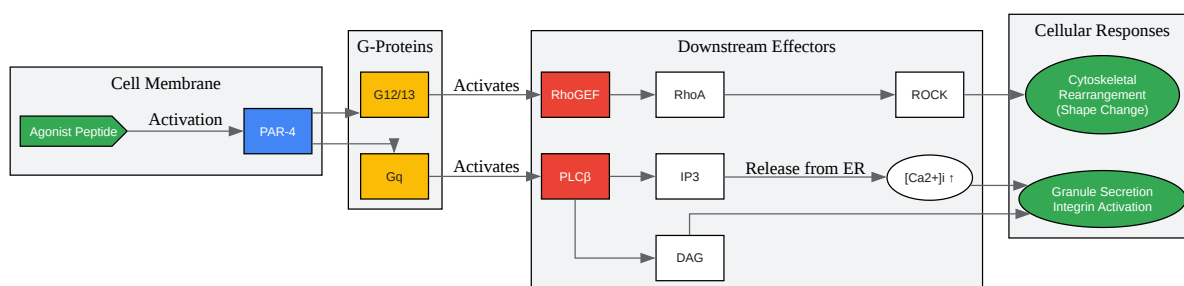 Cell Membrane
Agonist Peptide
Activation
PAR-4
G-Proteins
G12/13
Gq
Activates
Activates
Downstream Effectors
RhoGEF
RhoA
ROCK
PLCβ
IP3
Release from ER
[Ca2+]i ↑
DAG
Cellular Responses
Cytoskeletal
Rearrangement
(Shape Change)
Granule Secretion
Integrin Activation